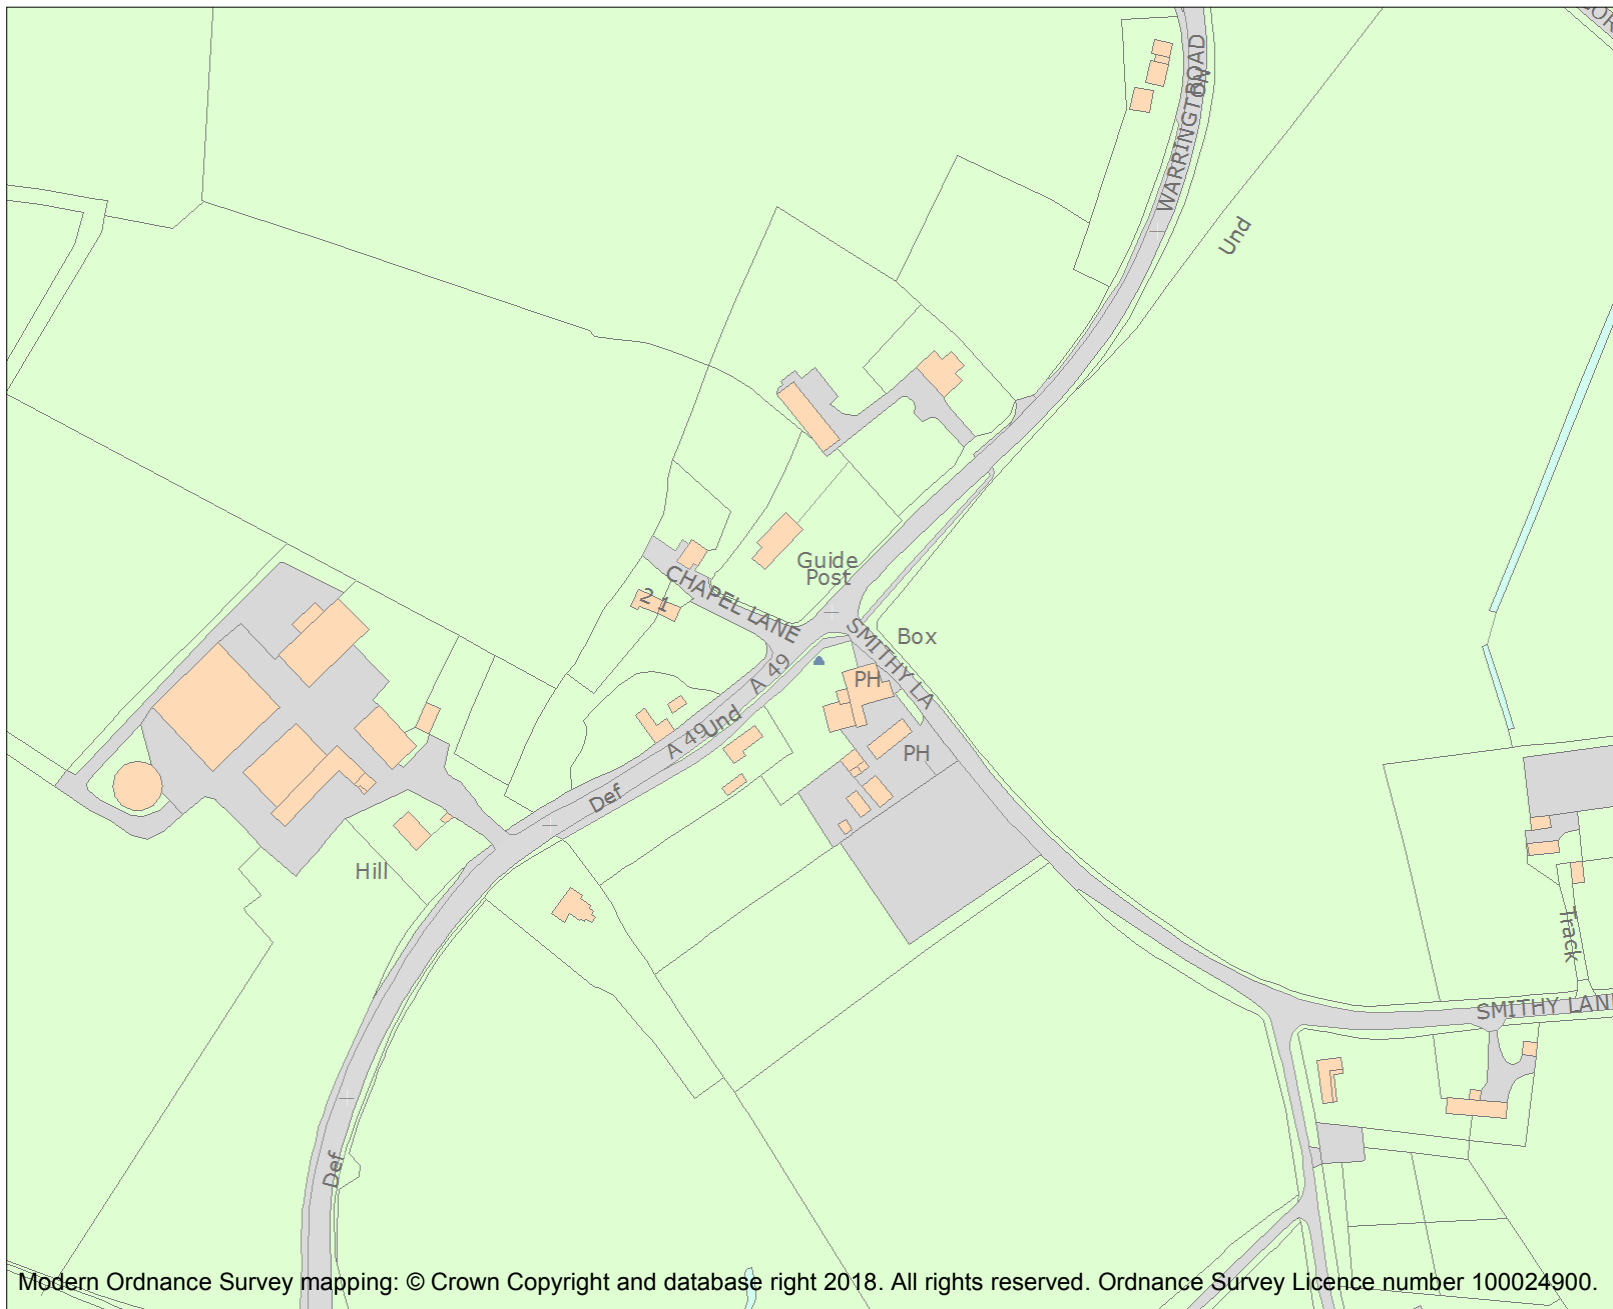 WARRINGTON
ROAD
Und
Guide
Post
CHAPEL LANE
2 1
SMITHY LA
Box
A 49
PH
Und
A 49
PH
Def
Hill
Track
SMITHY LANE
Def
Modern Ordnance Survey mapping: © Crown Copyright and database right 2018. All rights reserved. Ordnance Survey Licence number 100024900.